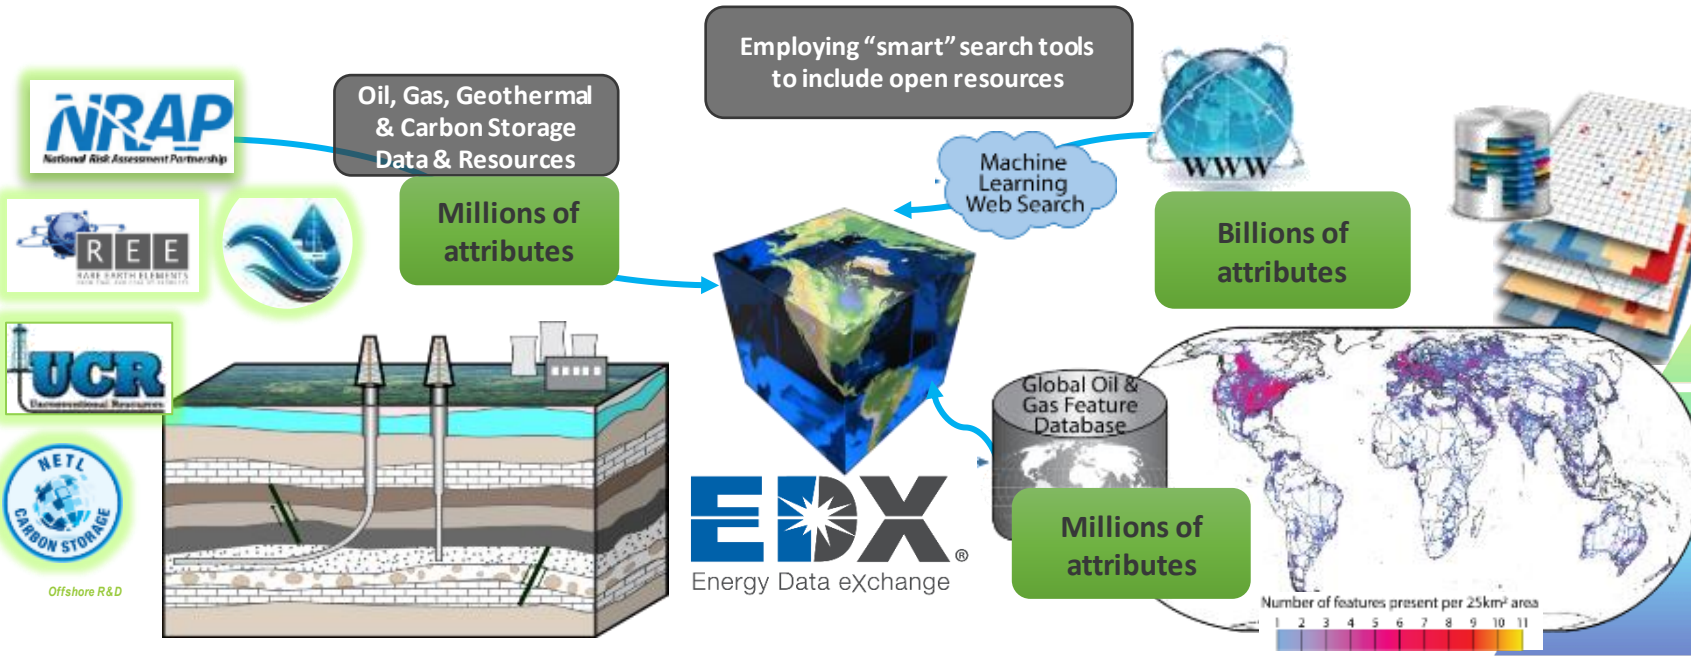 Employing “smart” search tools
to include open resources
Oil, Gas, Geothermal
& Carbon Storage
Data & Resources
NRAP
National Risk Assessment Partnership
Millions of
attributes
Machine
Learning
Web Search
WWW
Billions of
attributes
REE
RARE EARTH ELEMENTS
UCR
Unconventional Resources
NETL
CARBON STORAGE
Offshore R&D
Global Oil &
Gas Feature
Database
Millions of
attributes
EDX®
Energy Data eXchange
Number of features present per 25km² area
1 2 3 4 5 6 7 8 9 10 11